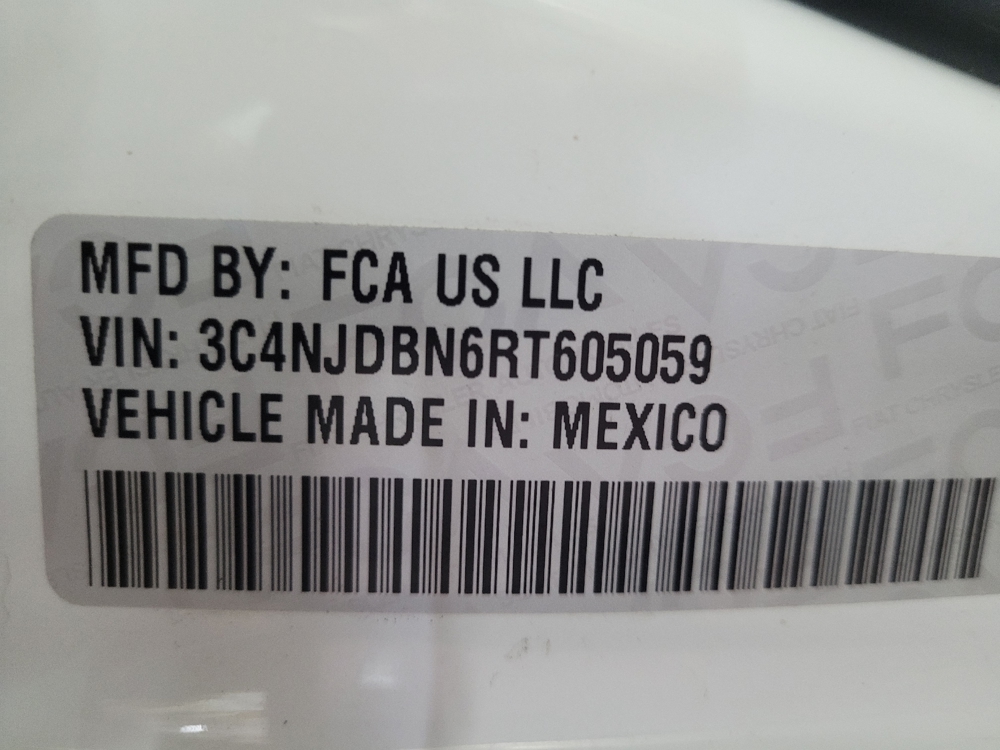 MFD BY: FCA US LLC
VIN: 3C4NJDBN6RT605059
VEHICLE MADE IN: MEXICO